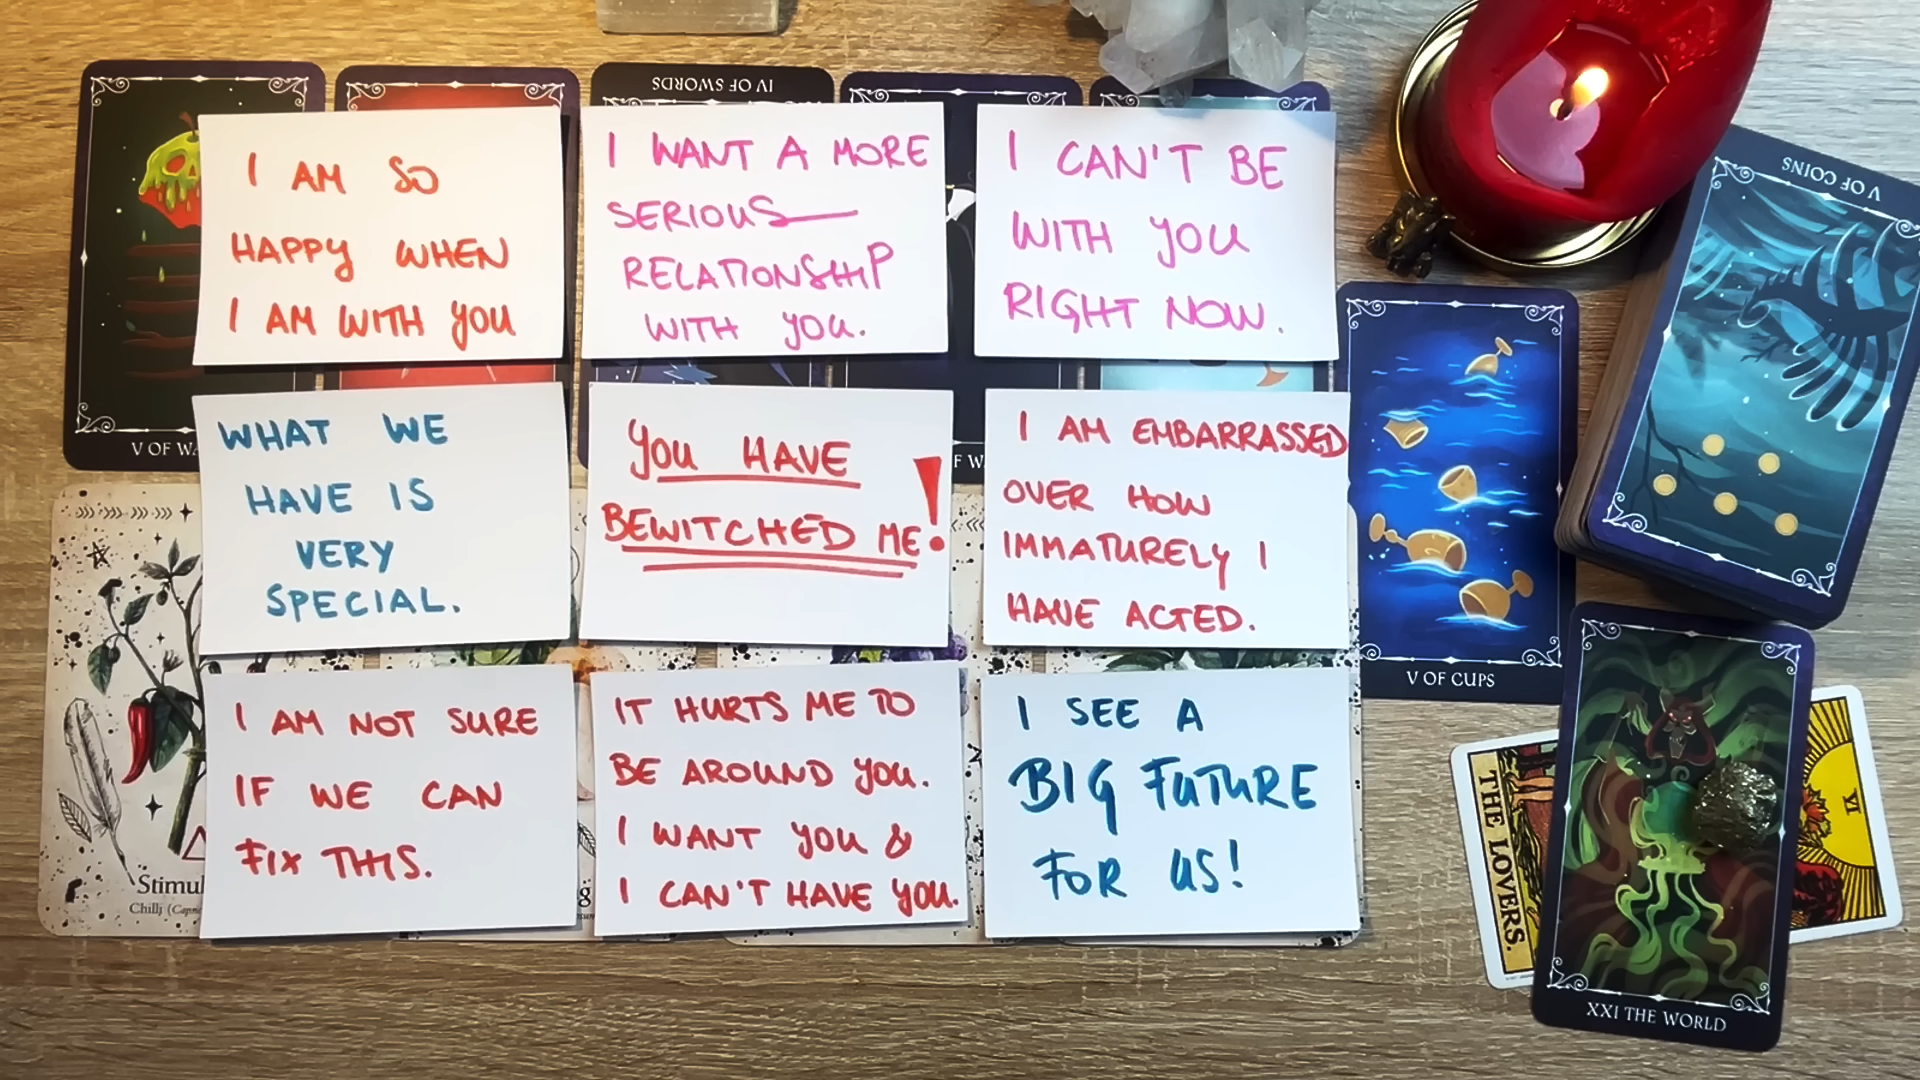 IV OF SWORDS
V OF COINS
I AM SO
HAPPY WHEN
I AM WITH YOU
I WANT A MORE
SERIOUS
RELATIONSHIP
WITH YOU.
I CAN'T BE
WITH YOU
RIGHT NOW.
V OF
WHAT WE
HAVE IS
VERY
SPECIAL.
YOU HAVE
BEWITCHED ME!
I AM EMBARRASSED
OVER HOW
IMMATURELY I
HAVE ACTED.
V OF CUPS
I AM NOT SURE
IF WE CAN
FIX THIS.
IT HURTS ME TO
BE AROUND YOU.
I WANT YOU &
I CAN'T HAVE YOU.
I SEE A
BIG FUTURE
FOR US!
Stimul
Chilli
THE LOVERS.
VI
XXI THE WORLD